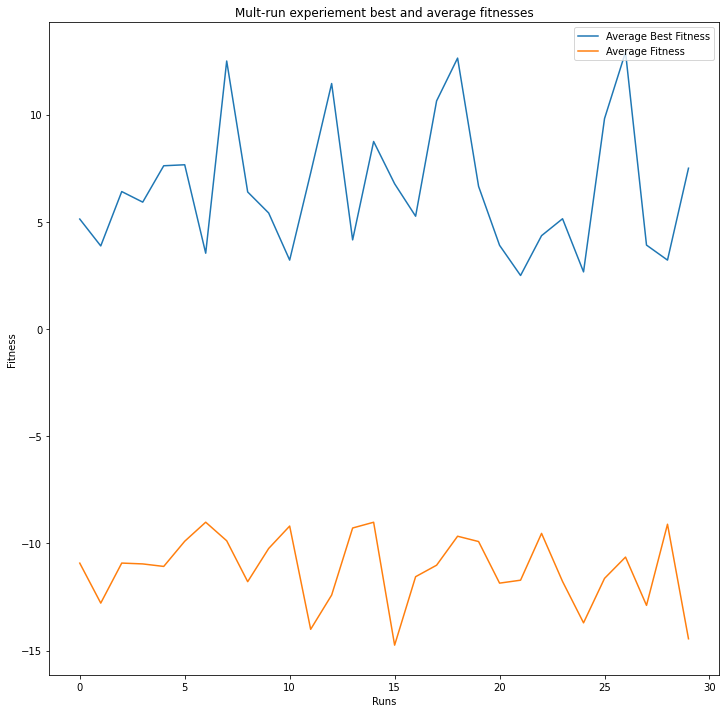 Mult-run experiement best and average fitnesses
Average Best Fitness
Average Fitness
10
5
0
−5
−10
−15
Fitness
0 5 10 15 20 25 30
Runs